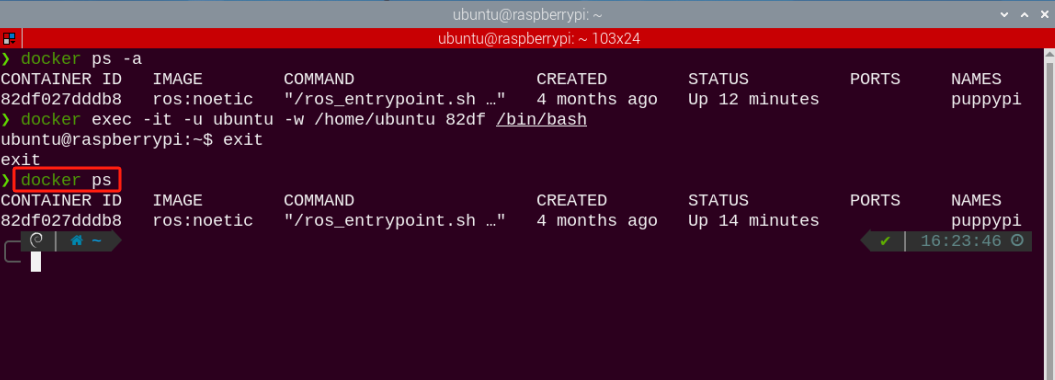 ubuntu@raspberrypi: ~
ubuntu@raspberrypi: ~ 103x24
❯ docker ps -a
CONTAINER ID   IMAGE        COMMAND                  CREATED        STATUS          PORTS     NAMES
82df027dddb8   ros:noetic   "/ros_entrypoint.sh …"   4 months ago   Up 12 minutes             puppypi
❯ docker exec -it -u ubuntu -w /home/ubuntu 82df /bin/bash
ubuntu@raspberrypi:~$ exit
exit
❯ docker ps
CONTAINER ID   IMAGE        COMMAND                  CREATED        STATUS          PORTS     NAMES
82df027dddb8   ros:noetic   "/ros_entrypoint.sh …"   4 months ago   Up 14 minutes             puppypi
~ ✔ 16:23:46